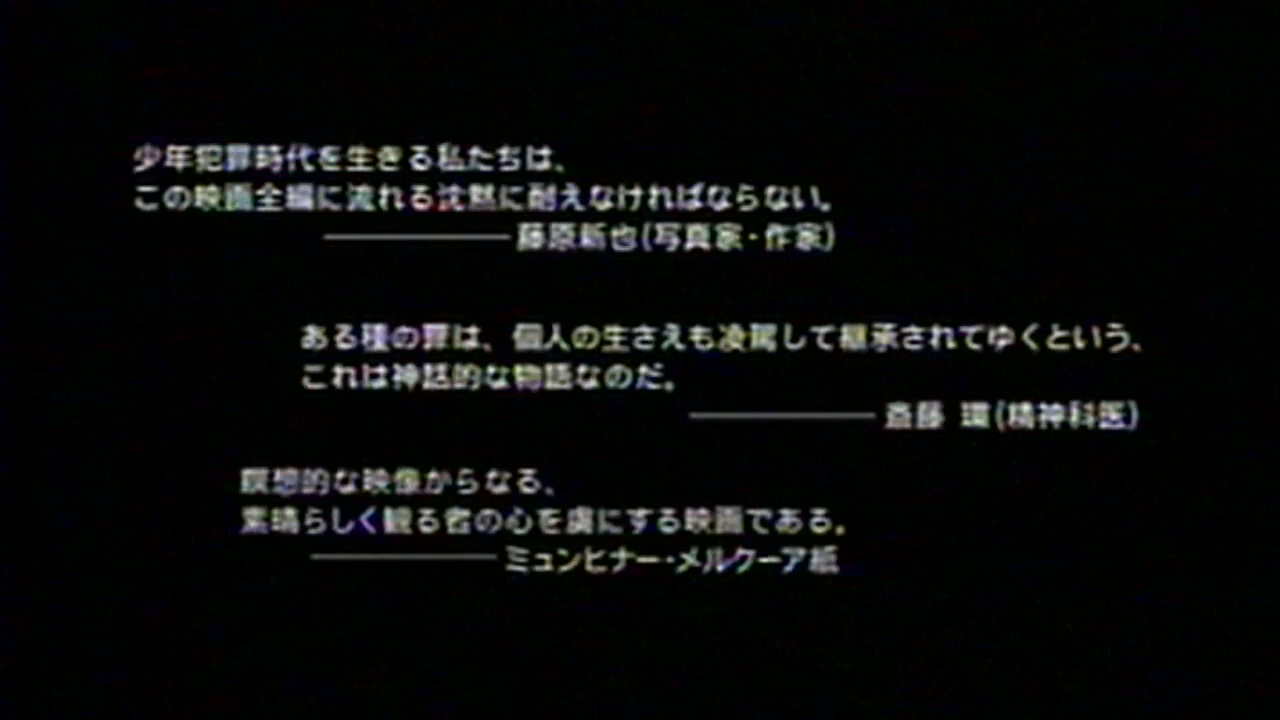 少年犯罪時代を生きる私たちは、
この映画全編に流れる沈黙に耐えなければならない。
――――――藤原新也(写真家・作家)
ある種の罪は、個人の生さえも凌駕して継承されてゆくという、
これは神話的な物語なのだ。
――――――斎藤 環(精神科医)
瞑想的な映像からなる、
素晴らしく観る者の心を虜にする映画である。
――――――ミュンヒナー・メルクーア紙